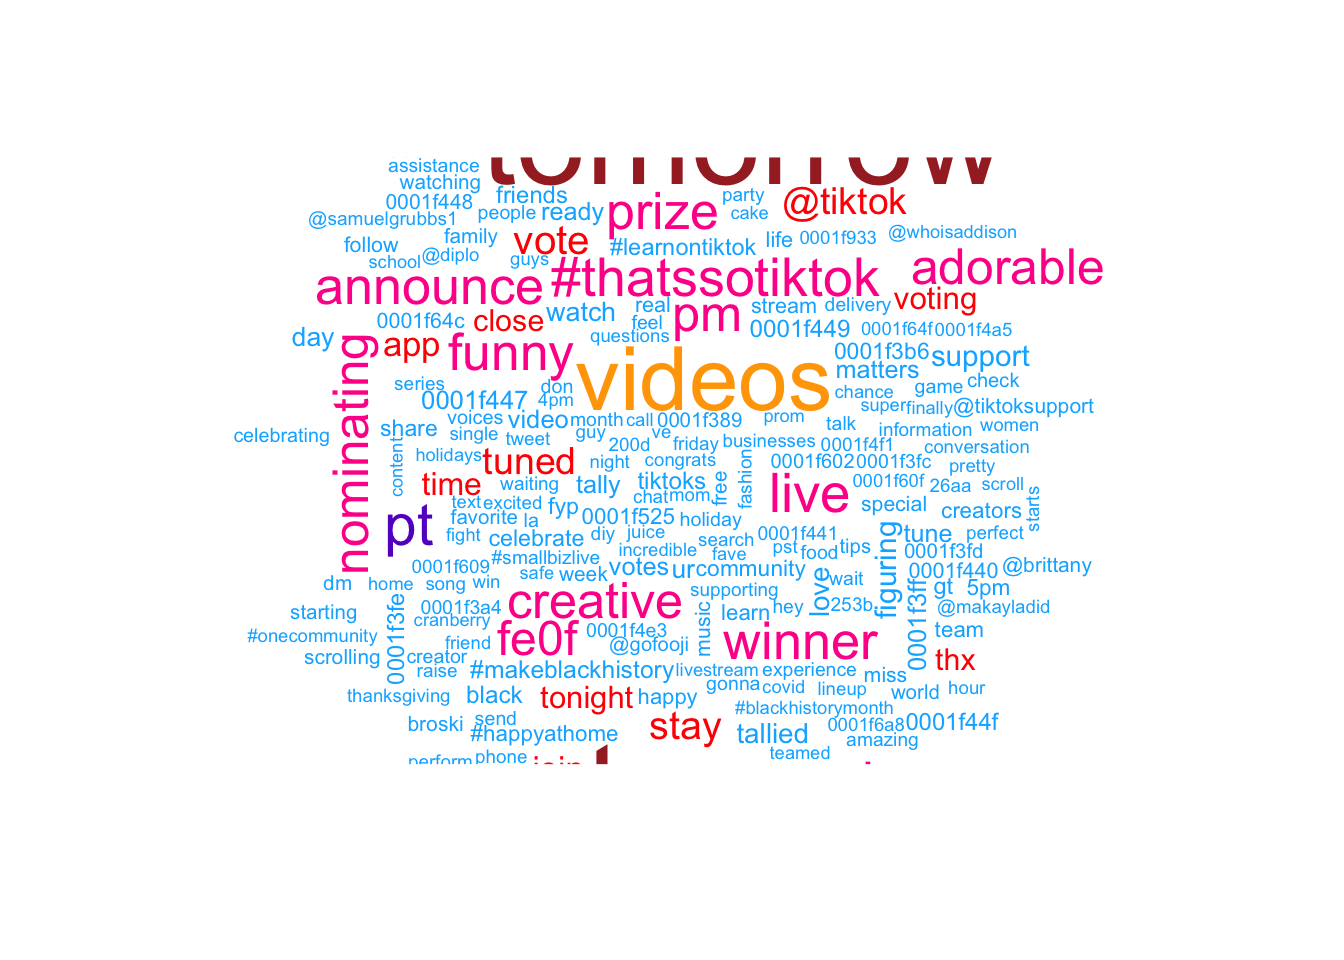 tomorrow
assistance
watching
0001f448
friends
@samuelgrubbs1
people
ready
prize
party
cake
@tiktok
follow
family
vote
#learnontiktok
life
0001f933
@whoisaddison
school
@diplo
guys
announce
#thatssotiktok
adorable
day
0001f64c
close
watch
real
feel
pm
stream
delivery
voting
questions
0001f449
0001f64f
0001f4a5
app
funny
videos
0001f3b6
support
matters
nominating
series
0001f447
don
4pm
chance
game
check
super
finally
@tiktoksupport
celebrating
share
voices
video
month
call
0001f389
prom
talk
information
women
single
tweet
guy
200d
ve
friday
businesses
0001f4f1
conversation
content
holidays
tuned
night
congrats
0001f602
0001f3fc
pretty
time
waiting
tally
tiktoks
free
fashion
live
0001f60f
26aa
scroll
chat
mom
text
excited
fyp
special
creators
starts
pt
favorite
la
0001f525
holiday
fight
celebrate
diy
juice
search
0001f441
figuring
tune
perfect
#smallbizlive
incredible
fave
pst
food
tips
0001f3fd
0001f609
safe
week
votes
ur
community
love
wait
0001f440
@brittany
dm
home
song
win
supporting
0001f3ff
gt
5pm
starting
0001f3fe
0001f3a4
creative
music
learn
hey
253b
@makayladid
cranberry
#onecommunity
friend
fe0f
0001f4e3
@gofooji
winner
team
scrolling
creator
raise
#makeblackhistory
livestream
experience
miss
thx
thanksgiving
black
tonight
happy
gonna
covid
lineup
world
hour
broski
send
#happyathome
stay
#blackhistorymonth
tallied
0001f6a8
0001f44f
amazing
perform
phone
join
teamed